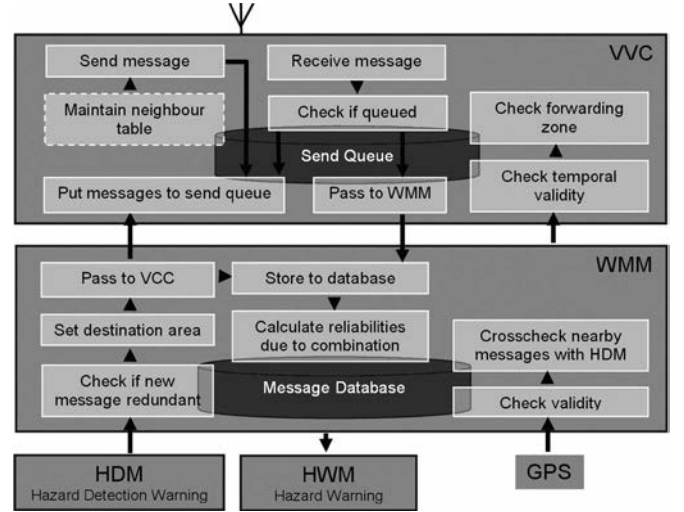 VVC
Send message
Maintain neighbour
table
Receive message
Check if queued
Send Queue
Put messages to send queue
Pass to WMM
Check forwarding
zone
Check temporal
validity
WMM
Pass to VCC
Set destination area
Check if new
message redundant
Store to database
Calculate reliabilities
due to combination
Message Database
Crosscheck nearby
messages with HDM
Check validity
HDM
Hazard Detection Warning
HWM
Hazard Warning
GPS